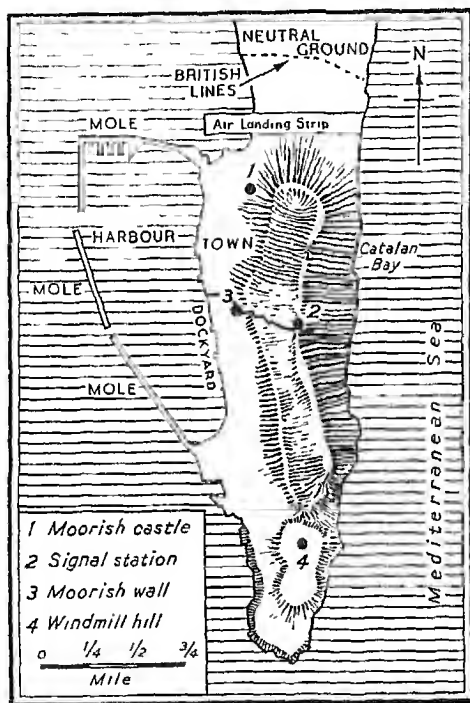 NEUTRAL
GROUND
BRITISH
LINES
N
MOLE
Air Landing Strip
1
HARBOUR
TOWN
Catalan
Bay
MOLE
3
2
DOCKYARD
MOLE
Mediterranean Sea
4
1 Moorish castle
2 Signal station
3 Moorish wall
4 Windmill hill
0 1/4 1/2 3/4
Mile